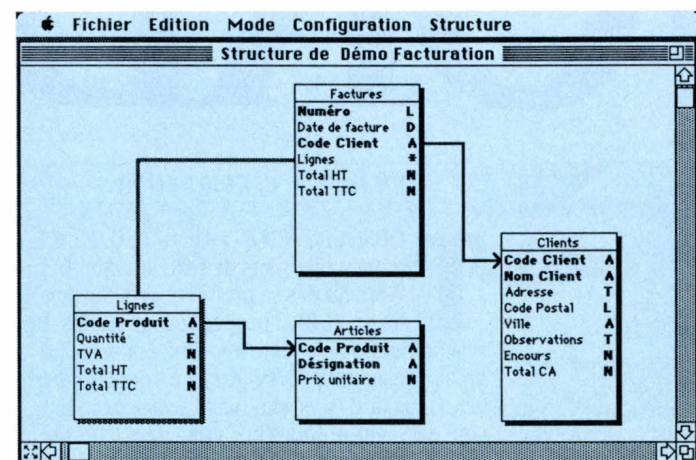 Fichier Edition Mode Configuration Structure
Structure de Démo Facturation
Factures
Numéro L
Date de facture D
Code Client A
Lignes *
Total HT N
Total TTC N
Clients
Code Client A
Nom Client A
Adresse T
Code Postal L
Ville A
Observations T
Encours N
Total CA N
Lignes
Code Produit A
Quantité E
TVA N
Total HT N
Total TTC N
Articles
Code Produit A
Désignation A
Prix unitaire N